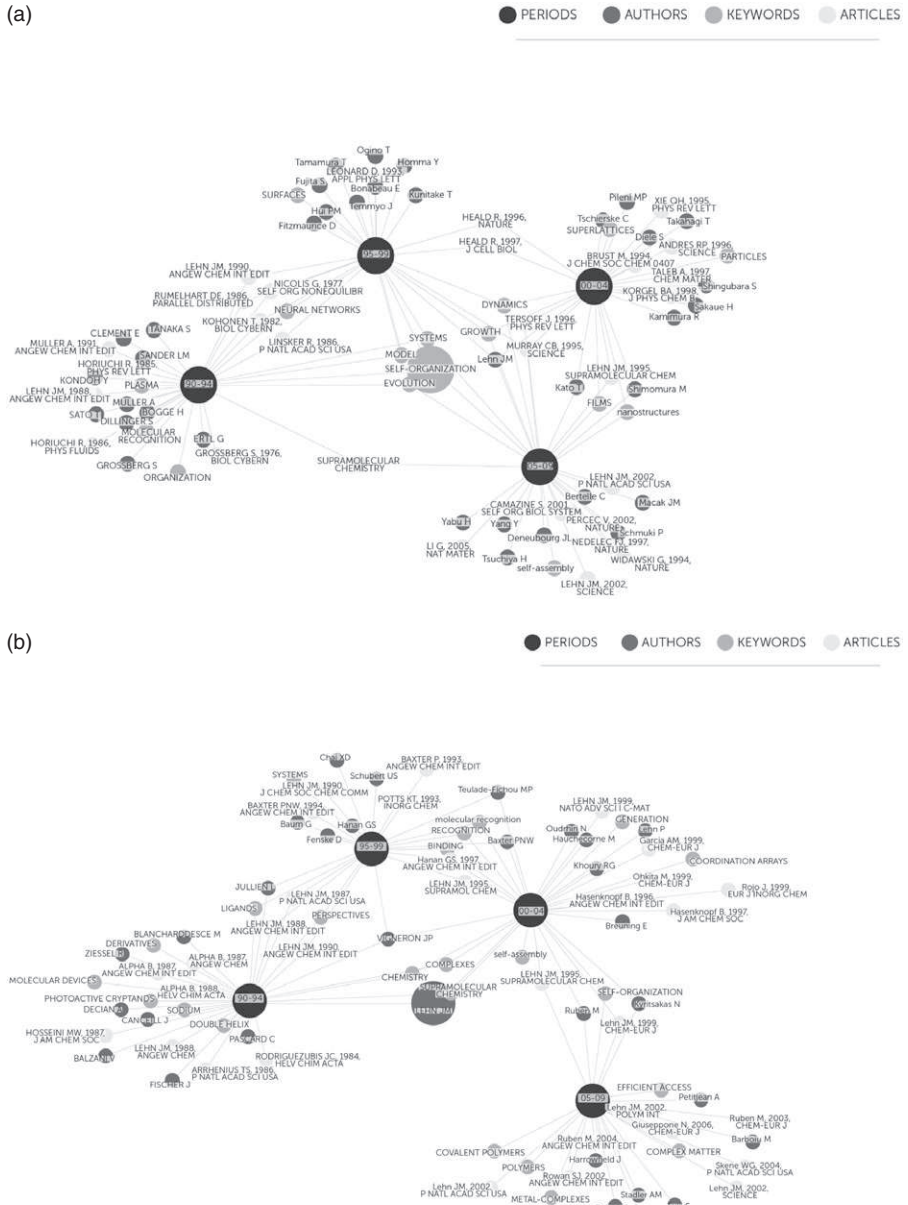 (a)
PERIODS AUTHORS KEYWORDS ARTICLES
Ogino T
Tamamura T
Homma Y
LEONARD D, 1993,
APPL PHYS LETT
Fujita S
Bonabeau E
SURFACES
Kunitake T
Temmyo J
Hui PM
Fitzmaurice D
95-99
HEALD R, 1996,
NATURE
HEALD R, 1997,
J CELL BIOL
Pileni MP
XIE QH, 1995,
PHYS REV LETT
Tschierske C
Takahagi T
SUPERLATTICES
Diele S
ANDRES RP, 1996,
SCIENCE
BRUST M, 1994,
J CHEM SOC CHEM 0407
PARTICLES
TALEB A, 1997,
CHEM MATER
00-04
Shingubara S
KORGEL BA, 1998,
J PHYS CHEM B
Sakaue H
Kamimura R
LEHN JM, 1990,
ANGEW CHEM INT EDIT
NICOLIS G, 1977,
SELF ORG NONEQUILIBR
RUMELHART DE, 1986,
PARALLEL DISTRIBUTED
NEURAL NETWORKS
KOHONEN T, 1982,
BIOL CYBERN
LINSKER R, 1986,
P NATL ACAD SCI USA
DYNAMICS
TERSOFF J, 1996,
PHYS REV LETT
GROWTH
SYSTEMS
MURRAY CB, 1995,
SCIENCE
MODEL
Lehn JM
SELF-ORGANIZATION
EVOLUTION
LEHN JM, 1995,
SUPRAMOLECULAR CHEM
Kato T
Shimomura M
FILMS
nanostructures
TANAKA S
CLEMENT E
MULLER A, 1991,
ANGEW CHEM INT EDIT
SANDER LM
HORIUCHI R, 1985,
PHYS REV LETT
KONDOH Y
PLASMA
90-94
LEHN JM, 1988,
ANGEW CHEM INT EDIT
MULLER A
SATO T
BOGGE H
DILLINGER S
MOLECULAR
RECOGNITION
HORIUCHI R, 1986,
PHYS FLUIDS
ERTL G
GROSSBERG S, 1976,
BIOL CYBERN
GROSSBERG S
ORGANIZATION
SUPRAMOLECULAR
CHEMISTRY
05-09
LEHN JM, 2002,
P NATL ACAD SCI USA
Bertelle C
Macak JM
CAMAZINE S, 2001,
SELF ORG BIOL SYSTEM
PERCEC V, 2002,
NATURE
Yabu H
Yang Y
Schmuki P
Deneubourg JL
NEDELEC FJ, 1997,
NATURE
LI G, 2005,
NAT MATER
WIDAWSKI G, 1994,
NATURE
Tsuchiya H
self-assembly
LEHN JM, 2002,
SCIENCE
(b)
PERIODS AUTHORS KEYWORDS ARTICLES
BAXTER P, 1993,
ANGEW CHEM INT EDIT
SYSTEMS
Schubert US
LEHN JM, 1990,
J CHEM SOC CHEM COMM
POTTS KT, 1993,
INORG CHEM
BAXTER PNW, 1994,
ANGEW CHEM INT EDIT
Baum G
Hanan GS
Fenske D
95-99
Teulade-Fichou MP
molecular recognition
RECOGNITION
BINDING
Baxter PNW
Hanan GS, 1997,
ANGEW CHEM INT EDIT
LEHN JM, 1995,
SUPRAMOL CHEM
LEHN JM, 1999,
NATO ADV SCI I C-MAT
GENERATION
Lehn P
Hauchecorne M
Garcia AM, 1999,
CHEM-EUR J
Khoury RG
COORDINATION ARRAYS
Ohkita M, 1999,
CHEM-EUR J
Rojo J, 1999,
EUR J INORG CHEM
Hasenknopf B, 1996,
ANGEW CHEM INT EDIT
Hasenknopf B, 1997,
J AM CHEM SOC
Breuning E
00-04
JULLIEN L
LEHN JM, 1987,
P NATL ACAD SCI USA
LIGANDS
PERSPECTIVES
LEHN JM, 1988,
ANGEW CHEM INT EDIT
BLANCHARDDESCE M
VIGNERON JP
DERIVATIVES
ALPHA B, 1987,
ANGEW CHEM
LEHN JM, 1990,
ANGEW CHEM INT EDIT
ALPHA B, 1987,
ANGEW CHEM INT EDIT
MOLECULAR DEVICES
ALPHA B, 1988,
HELV CHIM ACTA
90-94
PHOTOACTIVE CRYPTANDS
SODIUM
DECIAN A
CANCEILL J
DOUBLE HELIX
HOSSEINI MW, 1987,
J AM CHEM SOC
PASCARD C
LEHN JM, 1988,
ANGEW CHEM
BALZANI V
RODRIGUEZUBIS JC, 1984,
HELV CHIM ACTA
ARRHENIUS TS, 1986,
P NATL ACAD SCI USA
FISCHER J
COMPLEXES
CHEMISTRY
SUPRAMOLECULAR
CHEMISTRY
LEHN JM
self-assembly
LEHN JM, 1995,
SUPRAMOLECULAR CHEM
SELF-ORGANIZATION
Kyritsakas N
Ruben M
Lehn JM, 1999,
CHEM-EUR J
05-09
EFFICIENT ACCESS
Petitjean A
Lehn JM, 2002,
POLYM INT
Ruben M, 2003,
CHEM-EUR J
Giuseppone N, 2006,
CHEM-EUR J
Barboiu M
Ruben M, 2004,
ANGEW CHEM INT EDIT
COVALENT POLYMERS
COMPLEX MATTER
Harrowfield J
POLYMERS
Skene WG, 2004,
P NATL ACAD SCI USA
Rowan SJ, 2002,
ANGEW CHEM INT EDIT
Lehn JM, 2002,
P NATL ACAD SCI USA
Stadler AM
Lehn JM, 2002,
SCIENCE
METAL-COMPLEXES